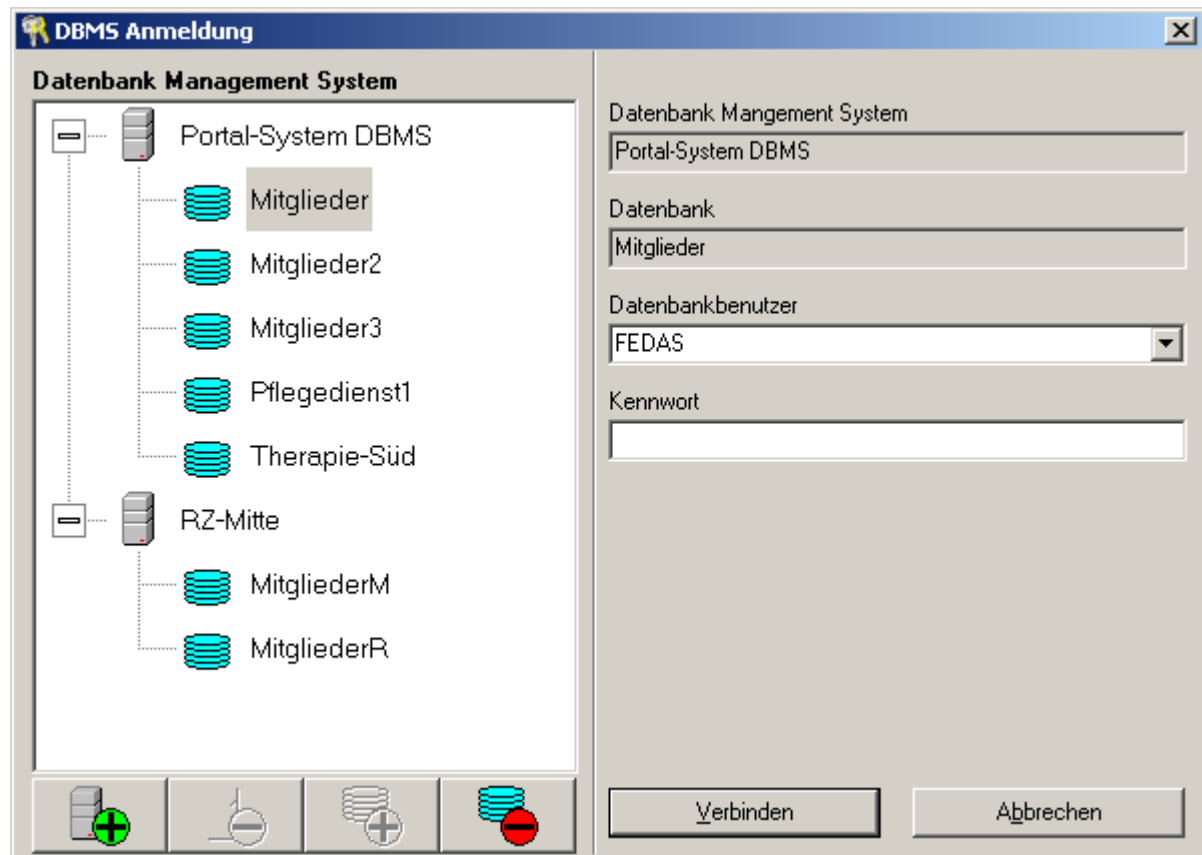 DBMS Anmeldung
Datenbank Management System
Portal-System DBMS
Mitglieder
Mitglieder2
Mitglieder3
Pflegedienst1
Therapie-Süd
RZ-Mitte
MitgliederM
MitgliederR
Datenbank Mangement System
Portal-System DBMS
Datenbank
Mitglieder
Datenbankbenutzer
FEDAS
Kennwort
Verbinden
Abbrechen